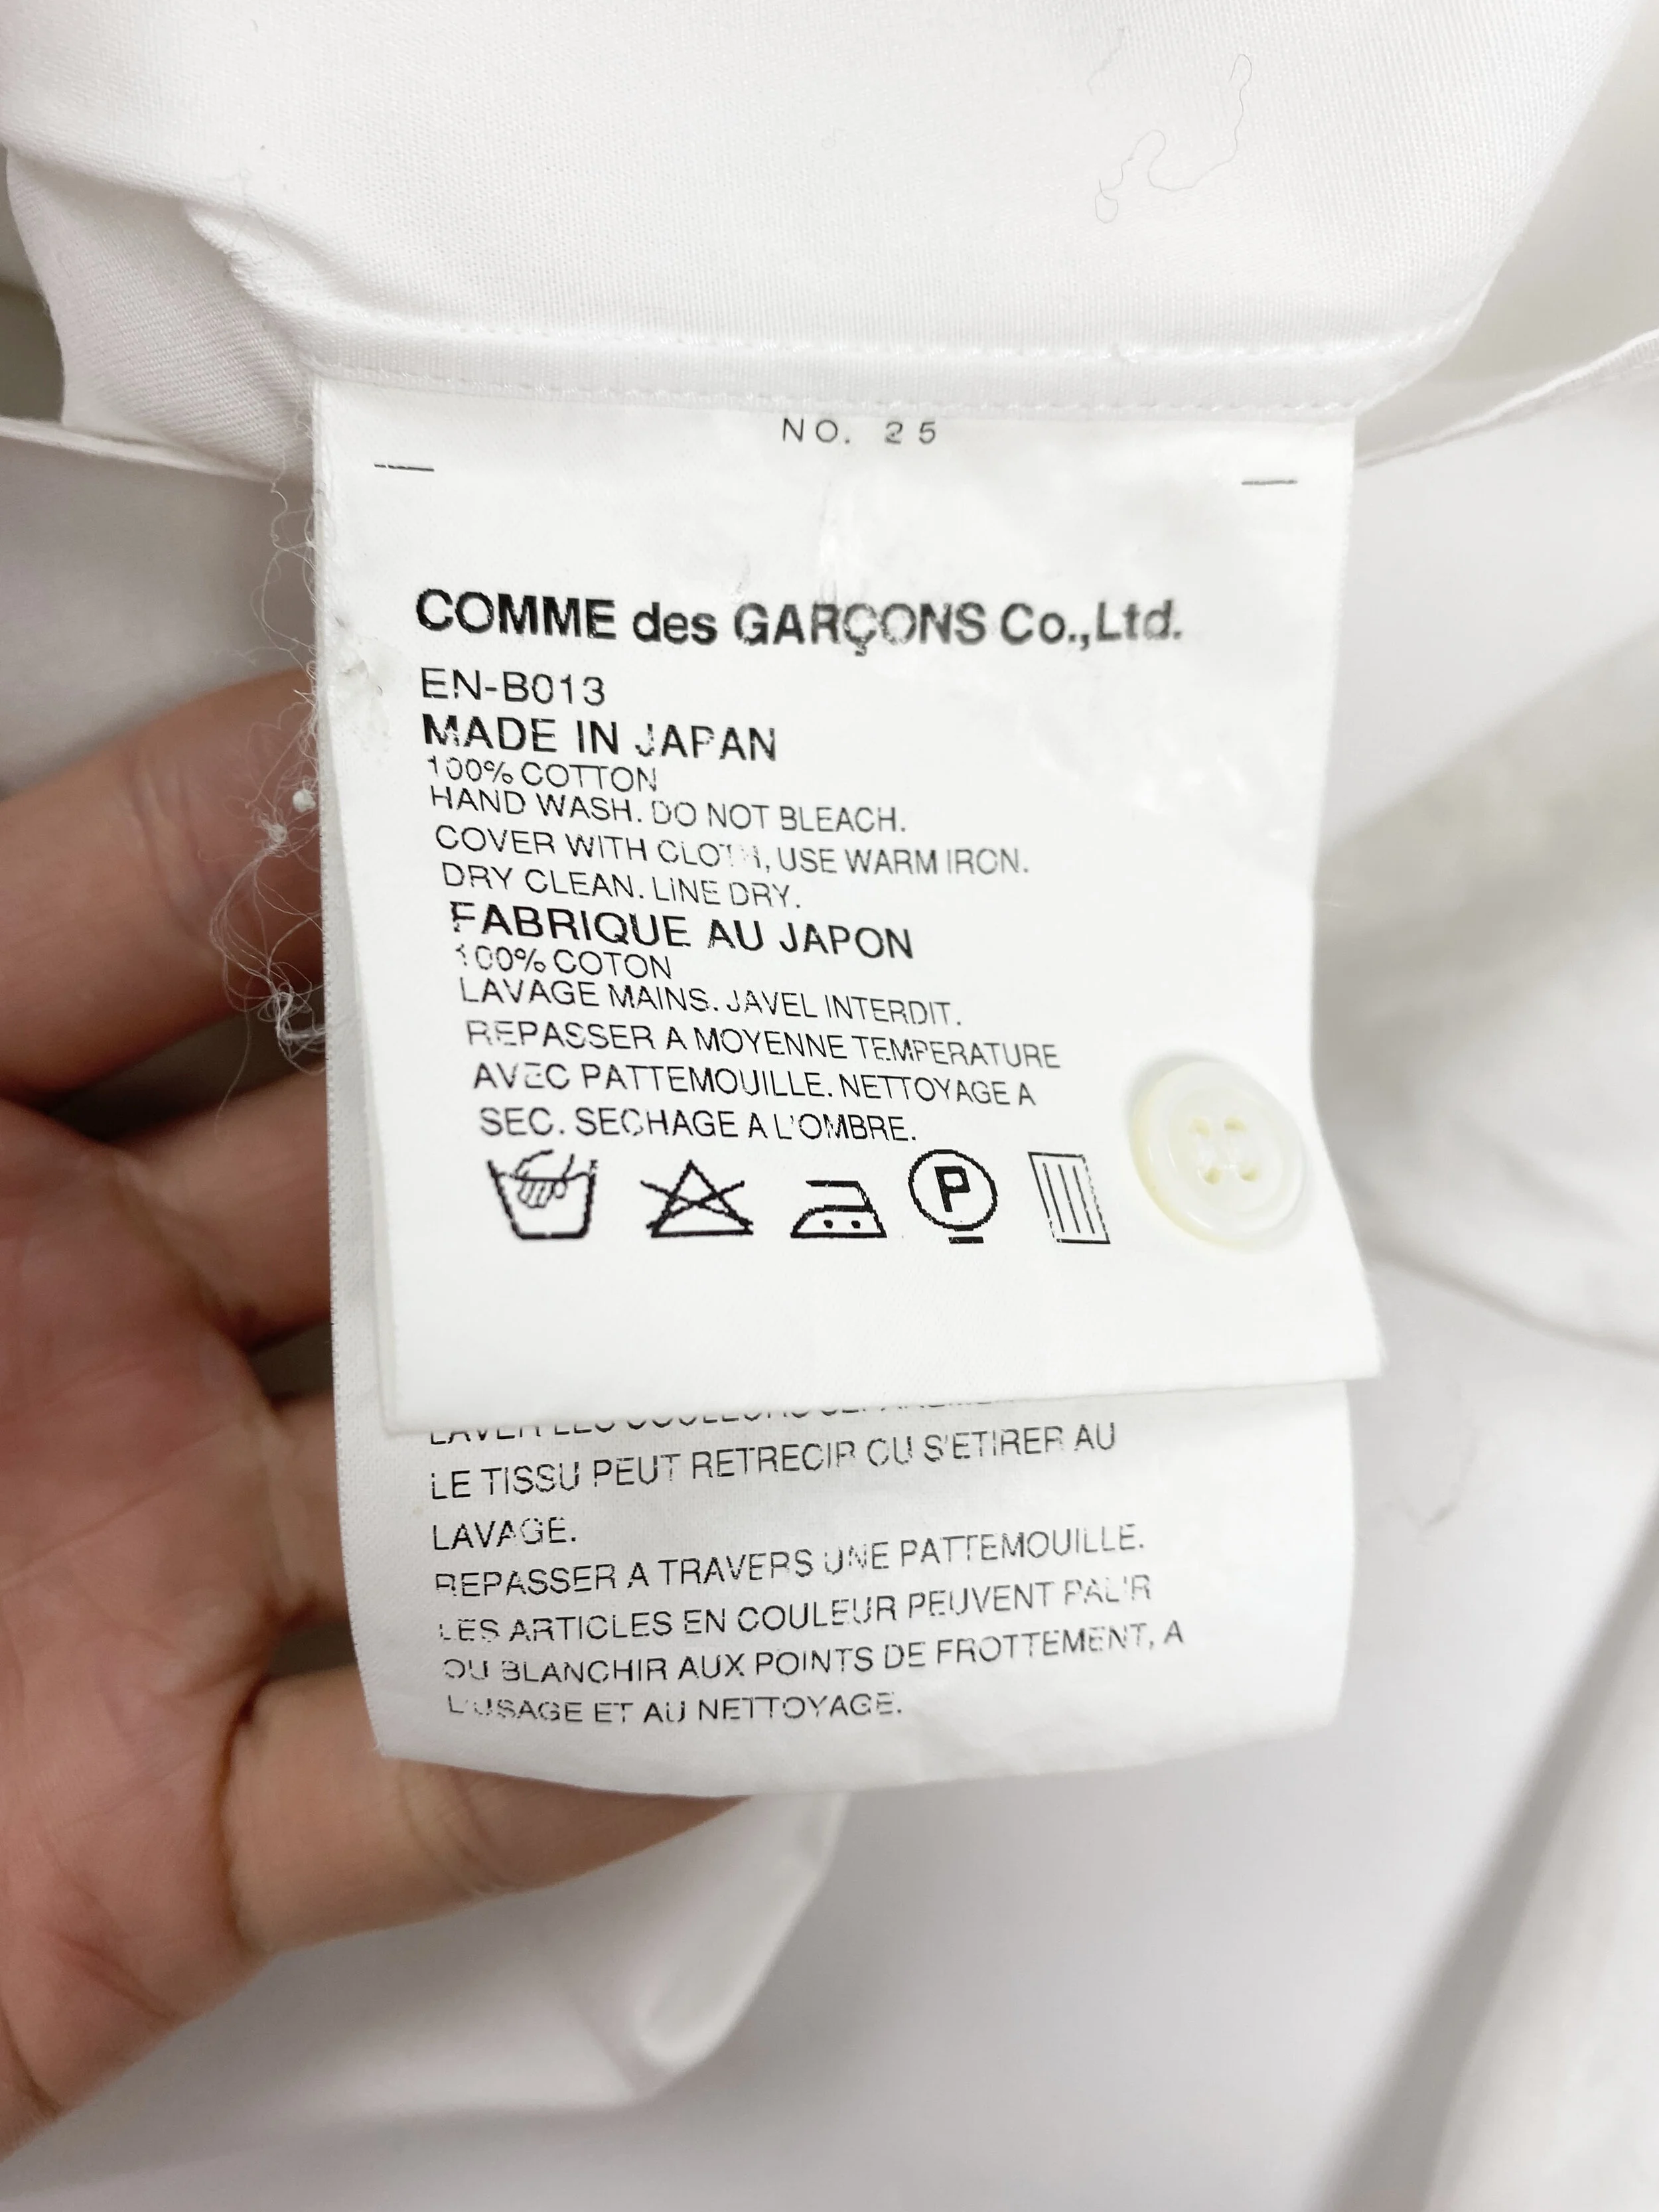 NO. 25
COMME des GARÇONS Co.,Ltd.
EN-B013
MADE IN JAPAN
100% COTTON
HAND WASH. DO NOT BLEACH.
COVER WITH CLOTH, USE WARM IRON.
DRY CLEAN. LINE DRY.
FABRIQUE AU JAPON
100% COTON
LAVAGE MAINS. JAVEL INTERDIT.
REPASSER A MOYENNE TEMPERATURE
AVEC PATTEMOUILLE. NETTOYAGE A
SEC. SECHAGE A L'OMBRE.
P
LAVER LES COULEURS
LE TISSU PEUT RETRECIR OU S'ETIRER AU
LAVAGE.
REPASSER A TRAVERS UNE PATTEMOUILLE.
LES ARTICLES EN COULEUR PEUVENT PALIR
OU BLANCHIR AUX POINTS DE FROTTEMENT, A
L'USAGE ET AU NETTOYAGE.